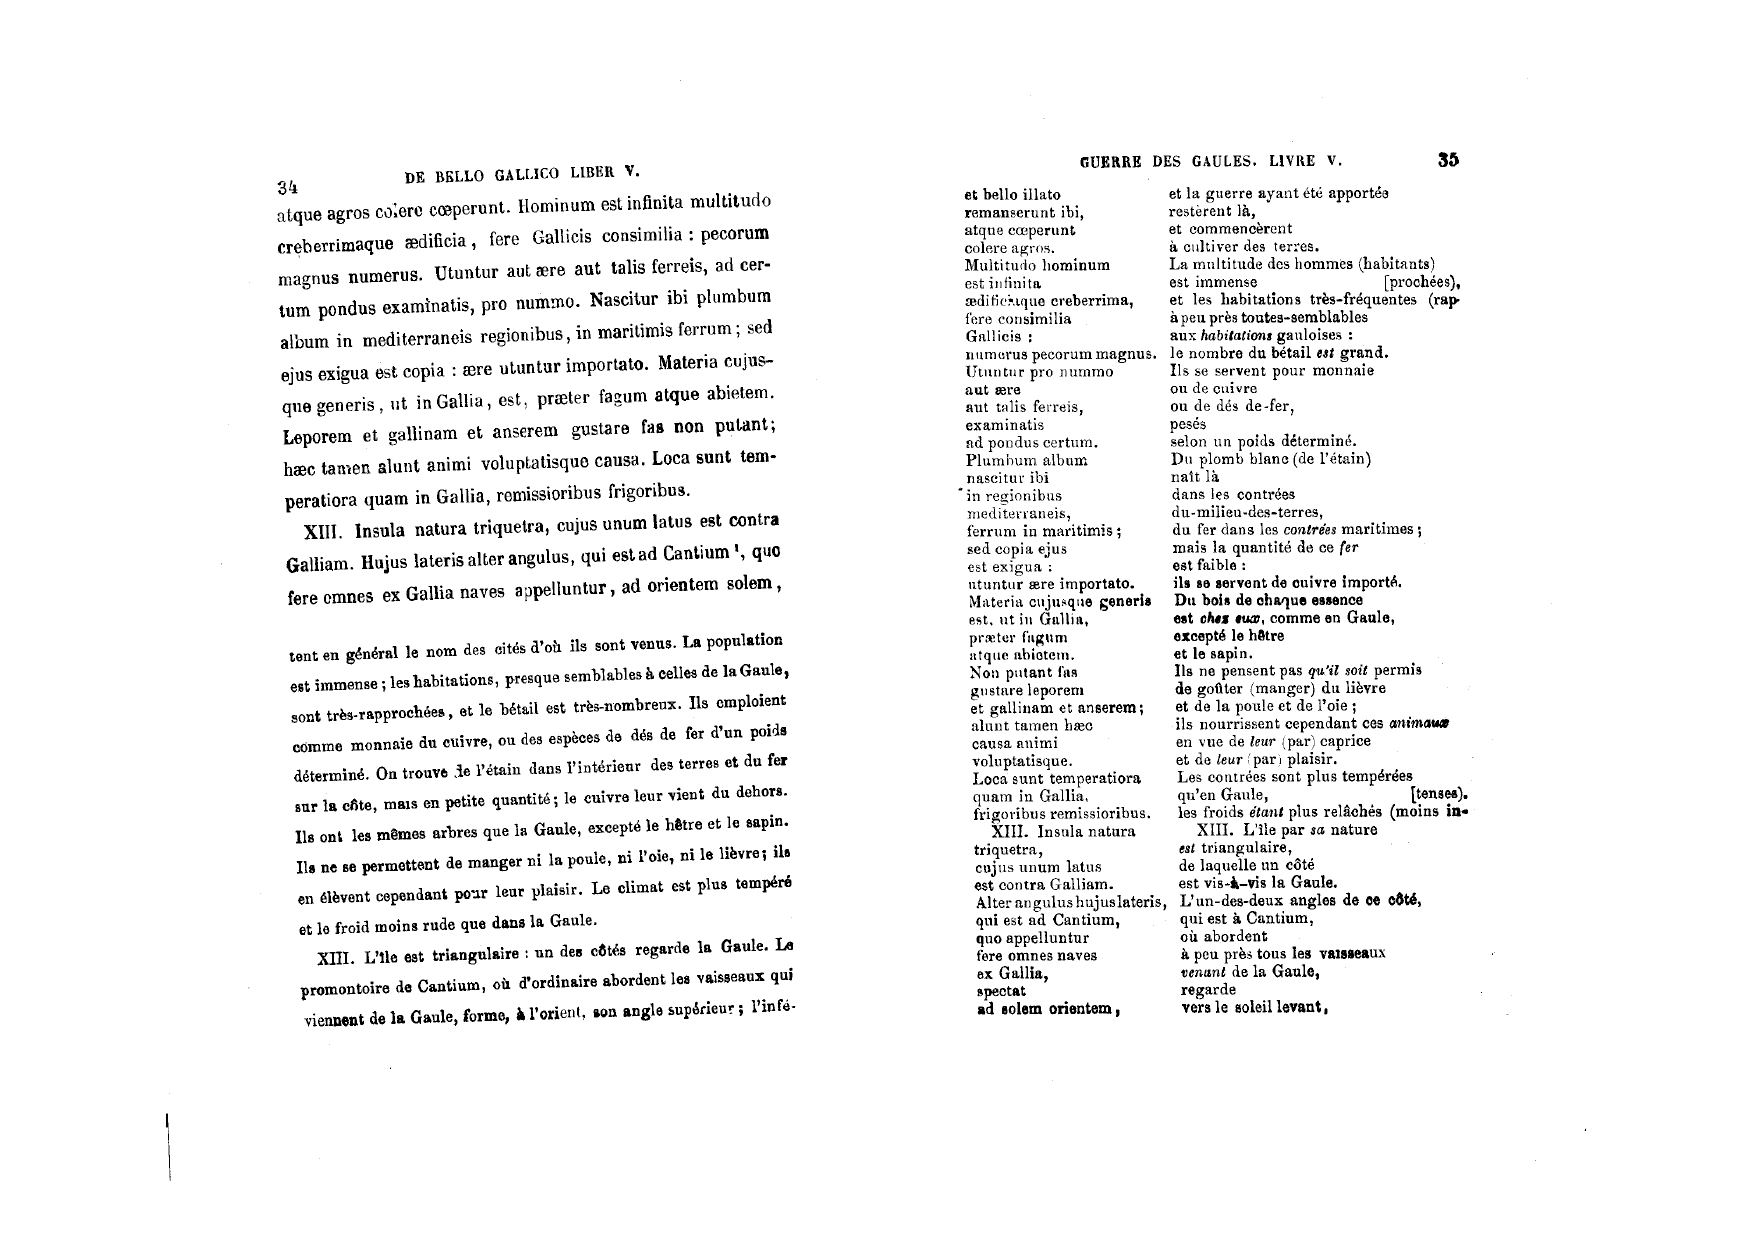 34
DE BELLO GALLICO LIBER V.
atque agros colere cœperunt. Hominum est infinita multitudo
creberrimaque ædificia, fere Gallicis consimilia : pecorum
magnus numerus. Utuntur aut ære aut talis ferreis, ad cer-
tum pondus examinatis, pro nummo. Nascitur ibi plumbum
album in mediterraneis regionibus, in maritimis ferrum; sed
ejus exigua est copia : ære utuntur importato. Materia cujus-
que generis, ut in Gallia, est, præter fagum atque abietem.
Leporem et gallinam et anserem gustare fas non putant;
hæc tamen alunt animi voluptatisque causa. Loca sunt tem-
peratiora quam in Gallia, remissioribus frigoribus.
XIII. Insula natura triquetra, cujus unum latus est contra
Galliam. Hujus lateris alter angulus, qui est ad Cantium ¹, quo
fere omnes ex Gallia naves appelluntur, ad orientem solem,
tent en général le nom des cités d'où ils sont venus. La population
est immense; les habitations, presque semblables à celles de la Gaule,
sont très-rapprochées, et le bétail est très-nombreux. Ils emploient
comme monnaie du cuivre, ou des espèces de dés de fer d'un poids
déterminé. On trouve de l'étain dans l'intérieur des terres et du fer
sur la côte, mais en petite quantité; le cuivre leur vient du dehors.
Ils ont les mêmes arbres que la Gaule, excepté le hêtre et le sapin.
Ils ne se permettent de manger ni la poule, ni l'oie, ni le lièvre; ils
en élèvent cependant pour leur plaisir. Le climat est plus tempéré
et le froid moins rude que dans la Gaule.
XIII. L'île est triangulaire : un des côtés regarde la Gaule. Le
promontoire de Cantium, où d'ordinaire abordent les vaisseaux qui
viennent de la Gaule, forme, à l'orient, son angle supérieur; l'infé-
GUERRE DES GAULES. LIVRE V.
35
et bello illato
remanserunt ibi,
atque cœperunt
colere agros.
Multitudo hominum
est infinita
ædificiaque creberrima,
fere consimilia
Gallicis :
numerus pecorum magnus.
Utuntur pro nummo
aut ære
aut talis ferreis,
examinatis
ad pondus certum.
Plumbum album
nascitur ibi
in regionibus
mediterraneis,
ferrum in maritimis;
sed copia ejus
est exigua :
utuntur ære importato.
Materia cujusque generis
est, ut in Gallia,
præter fagum
atque abietem.
Non putant fas
gustare leporem
et gallinam et anserem;
alunt tamen hæc
causa animi
voluptatisque.
Loca sunt temperatiora
quam in Gallia,
frigoribus remissioribus.
XIII. Insula natura
triquetra,
cujus unum latus
est contra Galliam.
Alter angulus hujus lateris,
qui est ad Cantium,
quo appelluntur
fere omnes naves
ex Gallia,
spectat
ad solem orientem,
et la guerre ayant été apportée
restèrent là,
et commencèrent
à cultiver des terres.
La multitude des hommes (habitants)
est immense [prochées),
et les habitations très-fréquentes (rap-
à peu près toutes-semblables
aux habitations gauloises :
le nombre du bétail est grand.
Ils se servent pour monnaie
ou de cuivre
ou de dés de-fer,
pesés
selon un poids déterminé.
Du plomb blanc (de l'étain)
naît là
dans les contrées
du-milieu-des-terres,
du fer dans les contrées maritimes;
mais la quantité de ce fer
est faible :
ils se servent de cuivre importé.
Du bois de chaque essence
est chez eux, comme en Gaule,
excepté le hêtre
et le sapin.
Ils ne pensent pas qu'il soit permis
de goûter (manger) du lièvre
et de la poule et de l'oie;
ils nourrissent cependant ces animaux
en vue de leur (par) caprice
et de leur (par) plaisir.
Les contrées sont plus tempérées
qu'en Gaule, [tenses).
les froids étant plus relâchés (moins in-
XIII. L'île par sa nature
est triangulaire,
de laquelle un côté
est vis-à-vis la Gaule.
L'un-des-deux angles de ce côté,
qui est à Cantium,
où abordent
à peu près tous les vaisseaux
venant de la Gaule,
regarde
vers le soleil levant,